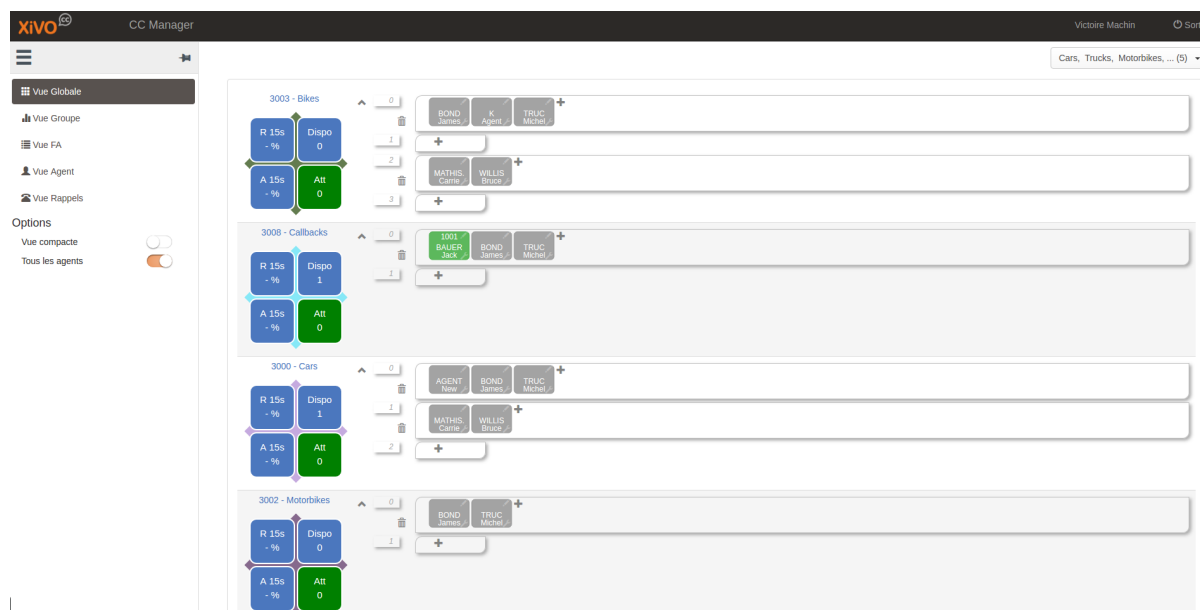 XiVO CC
CC Manager
Victoire Machin
Cars, Trucks, Motorbikes, ... (5)
Vue Globale
Vue Groupe
Vue FA
Vue Agent
Vue Rappels
Options
Vue compacte
Tous les agents
3003 - Bikes
R 15s
- %
Dispo
0
A 15s
- %
Att
0
0
BOND
James
K
Agent
TRUC
Michel
1
2
MATHIS.
Carrie
WILLIS
Bruce
3
3008 - Callbacks
R 15s
- %
Dispo
1
A 15s
- %
Att
0
0
1001
BAUER
Jack
BOND
James
TRUC
Michel
1
3000 - Cars
R 15s
- %
Dispo
1
A 15s
- %
Att
0
0
AGENT
New
BOND
James
TRUC
Michel
1
MATHIS.
Carrie
WILLIS
Bruce
2
3002 - Motorbikes
R 15s
- %
Dispo
0
A 15s
- %
Att
0
0
BOND
James
TRUC
Michel
1